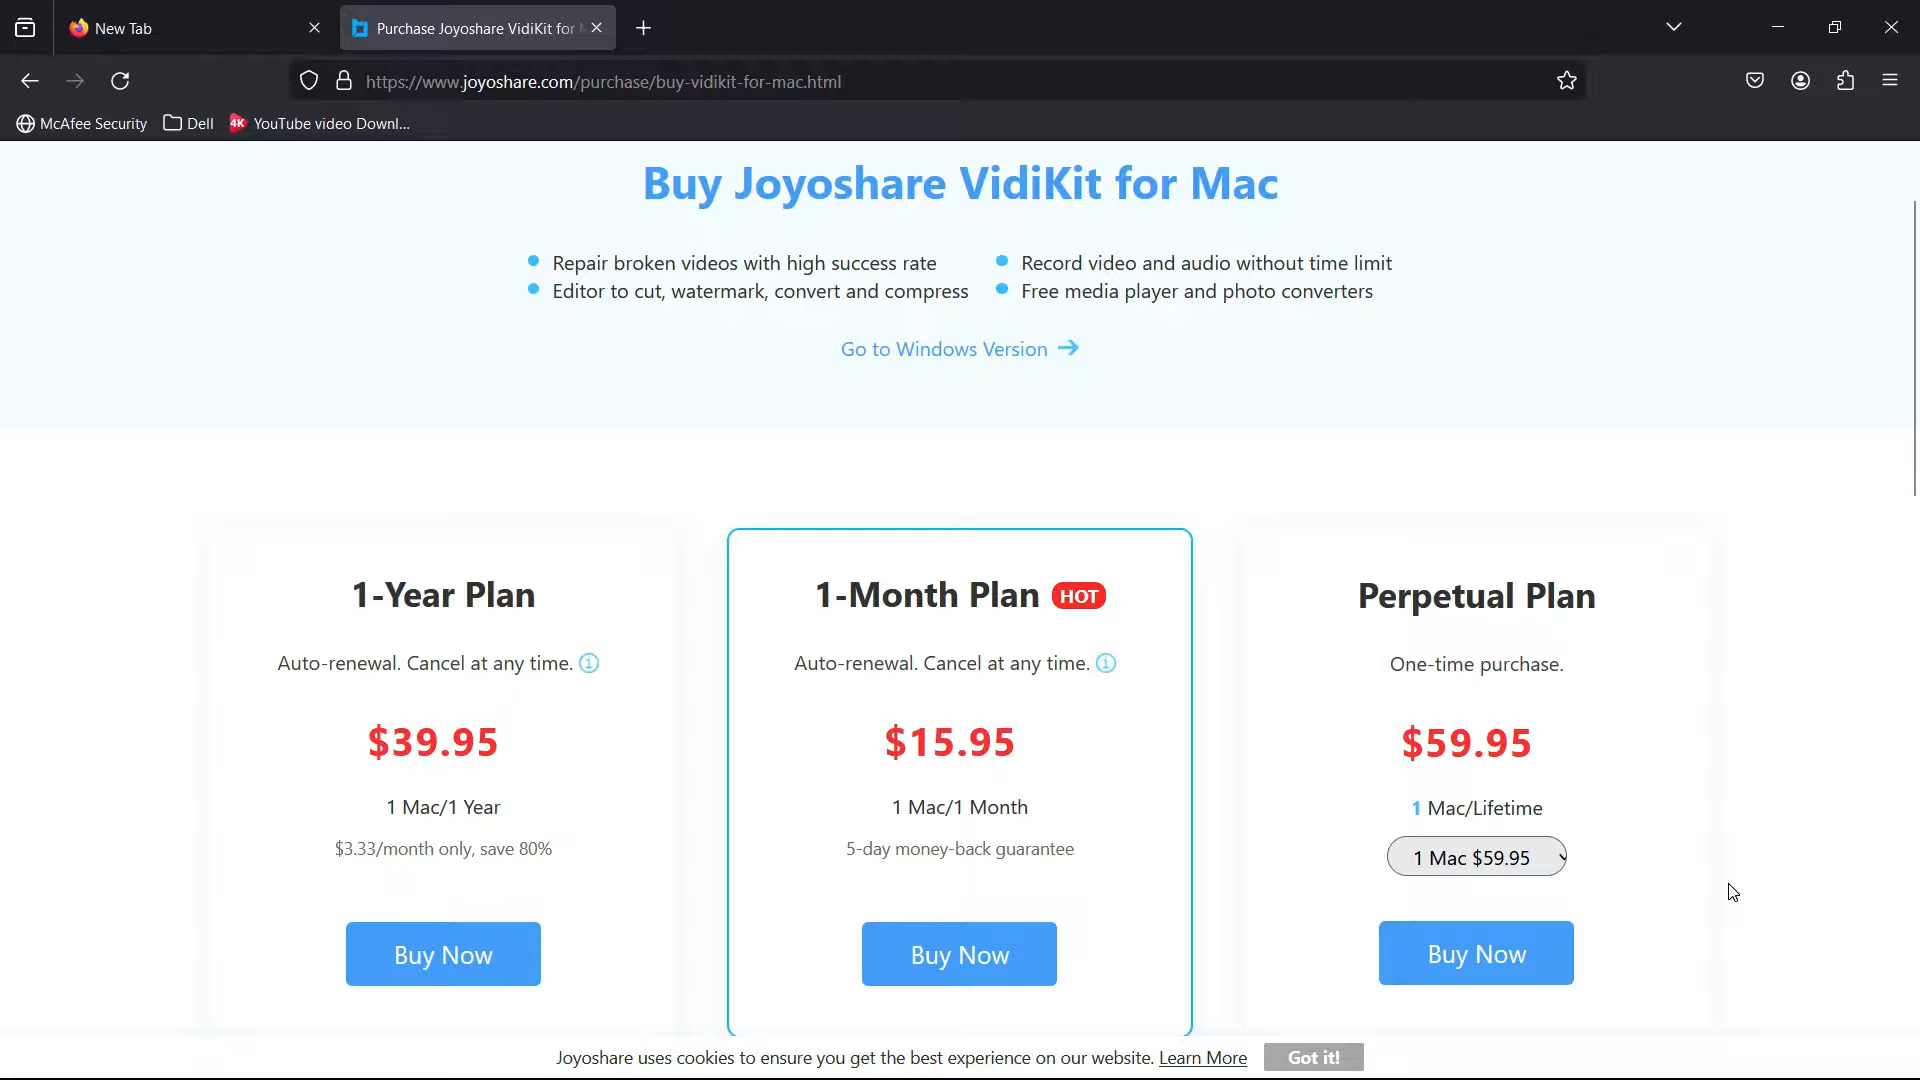 New Tab
Purchase Joyoshare VidiKit for
https://www.joyoshare.com/purchase/buy-vidikit-for-mac.html
McAfee Security
Dell
4K YouTube video Downl...
Buy Joyoshare VidiKit for Mac
Repair broken videos with high success rate
Record video and audio without time limit
Editor to cut, watermark, convert and compress
Free media player and photo converters
Go to Windows Version
1-Year Plan
Auto-renewal. Cancel at any time.
$39.95
1 Mac/1 Year
$3.33/month only, save 80%
Buy Now
1-Month Plan HOT
Auto-renewal. Cancel at any time.
$15.95
1 Mac/1 Month
5-day money-back guarantee
Buy Now
Perpetual Plan
One-time purchase.
$59.95
1 Mac/Lifetime
1 Mac $59.95
Buy Now
Joyoshare uses cookies to ensure you get the best experience on our website. Learn More
Got it!